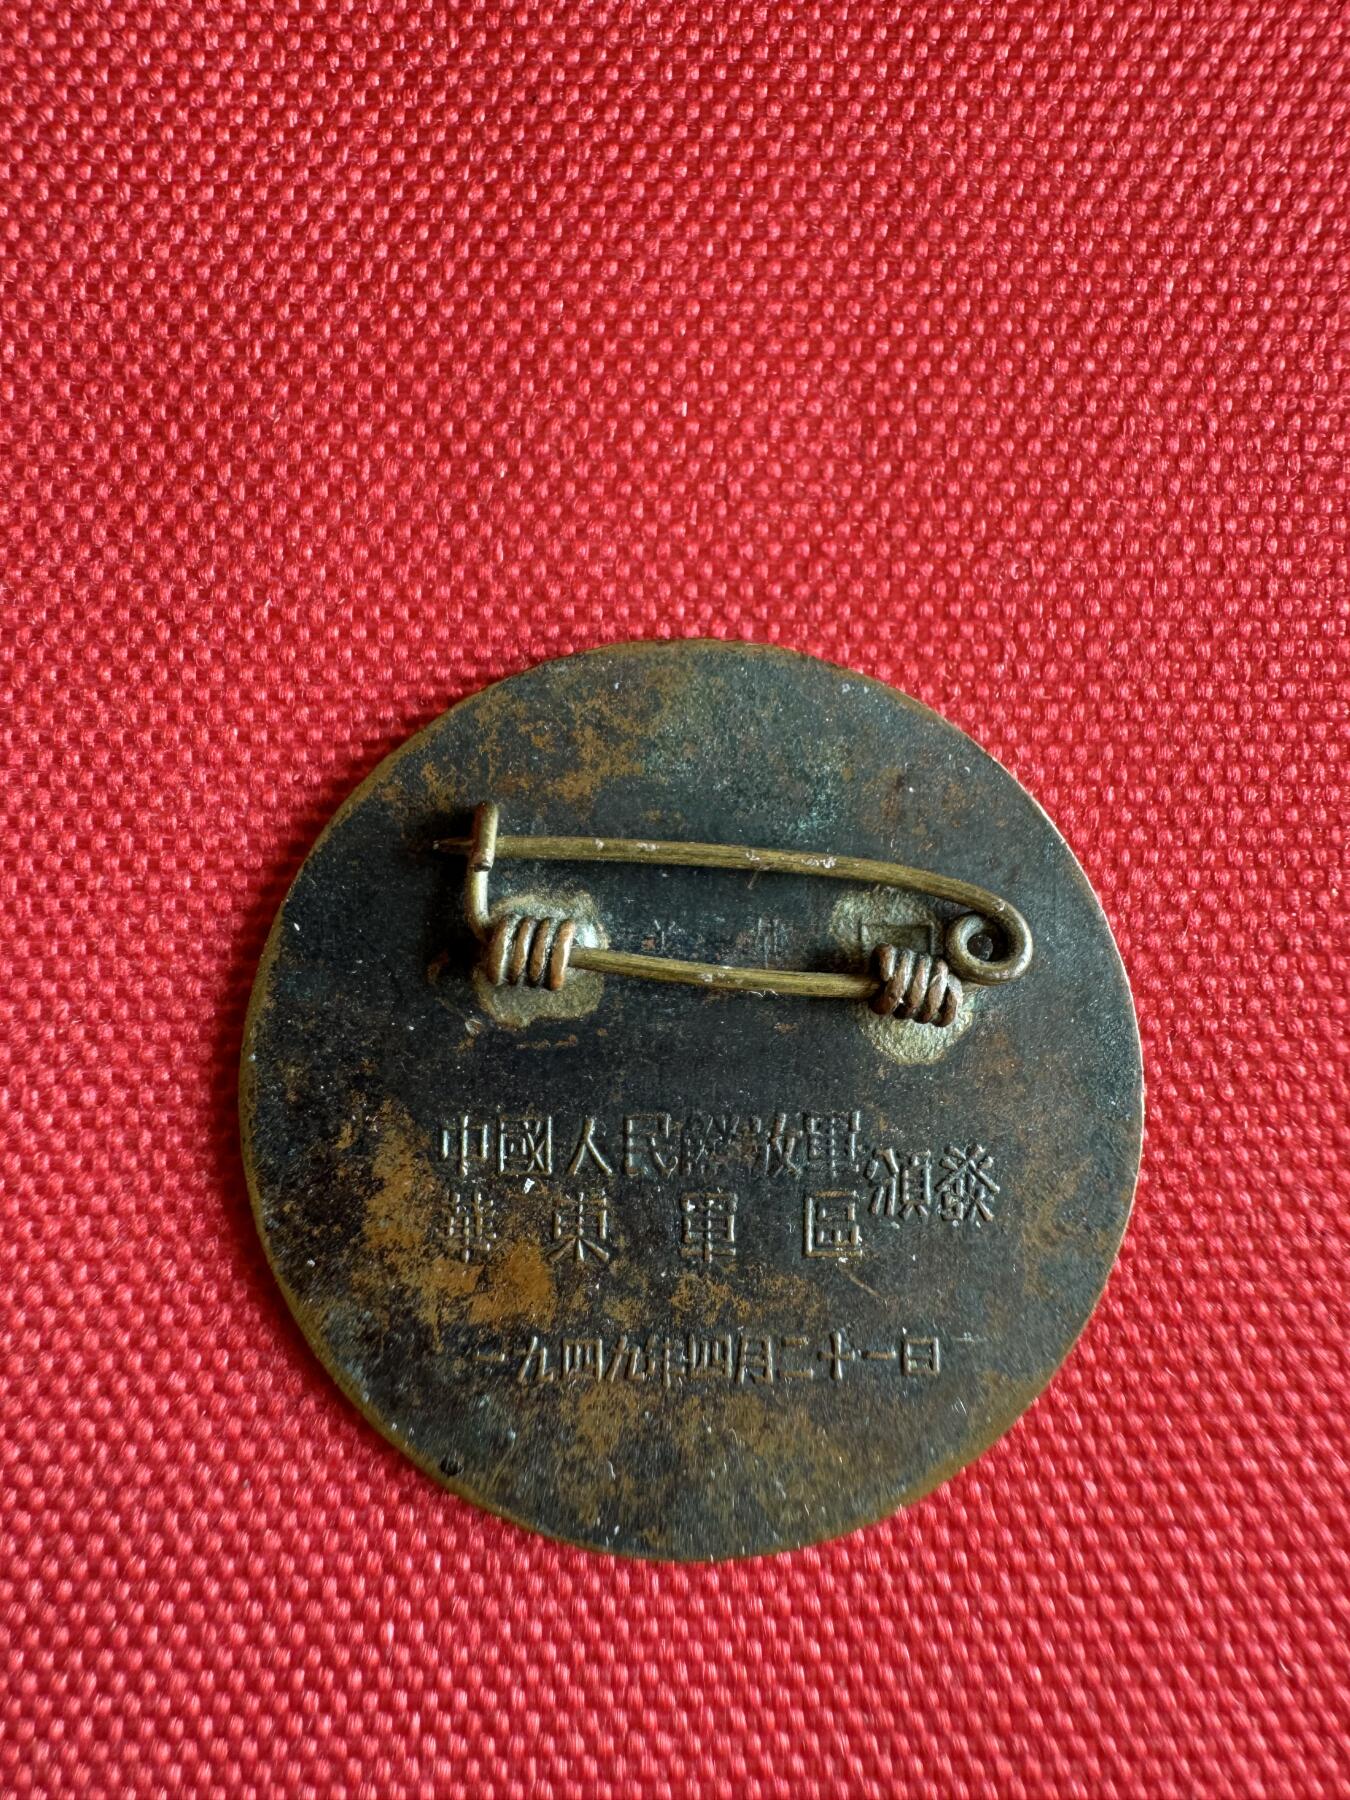 中國人民解放軍
華東軍區
頒發
一九四九年四月二十一日